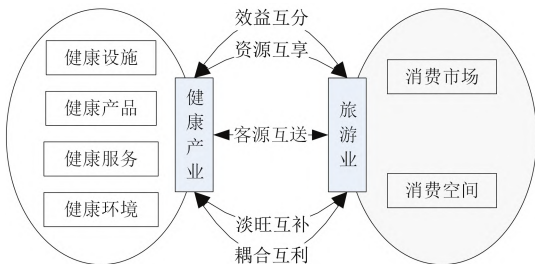 效益互分
资源互享
健康设施
健康产品
健康服务
健康环境
健康产业
客源互送
旅游业
消费市场
消费空间
淡旺互补
耦合互利